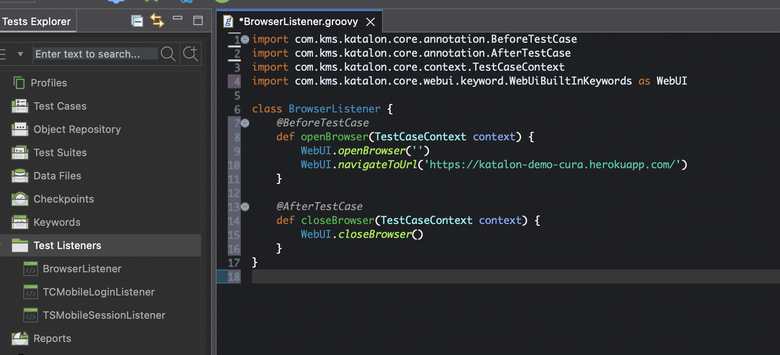 Tests Explorer
Enter text to search...
Profiles
Test Cases
Object Repository
Test Suites
Data Files
Checkpoints
Keywords
Test Listeners
BrowserListener
TCMobileLoginListener
TSMobileSessionListener
Reports
*BrowserListener.groovy
1 import com.kms.katalon.core.annotation.BeforeTestCase
2 import com.kms.katalon.core.annotation.AfterTestCase
3 import com.kms.katalon.core.context.TestCaseContext
4 import com.kms.katalon.core.webui.keyword.WebUiBuiltInKeywords as WebUI
5
6 class BrowserListener {
7 @BeforeTestCase
8 def openBrowser(TestCaseContext context) {
9 WebUI.openBrowser('')
10 WebUI.navigateToUrl('https://katalon-demo-cura.herokuapp.com/')
11 }
12
13 @AfterTestCase
14 def closeBrowser(TestCaseContext context) {
15 WebUI.closeBrowser()
16 }
17 }
18